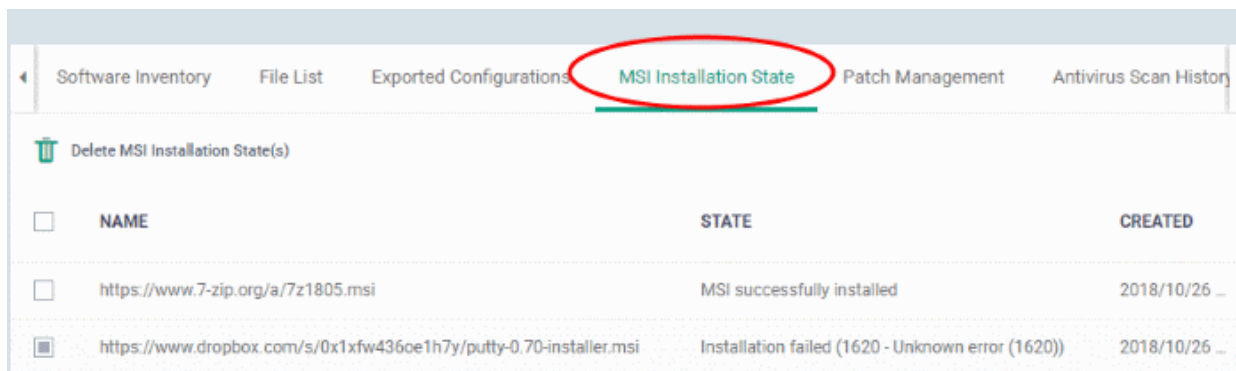 Software Inventory File List Exported Configurations MSI Installation State Patch Management Antivirus Scan History
Delete MSI Installation State(s)
NAME STATE CREATED
https://www.7-zip.org/a/7z1805.msi MSI successfully installed 2018/10/26 ...
https://www.dropbox.com/s/0x1xfw436oe1h7y/putty-0.70-installer.msi Installation failed (1620 - Unknown error (1620)) 2018/10/26 ...